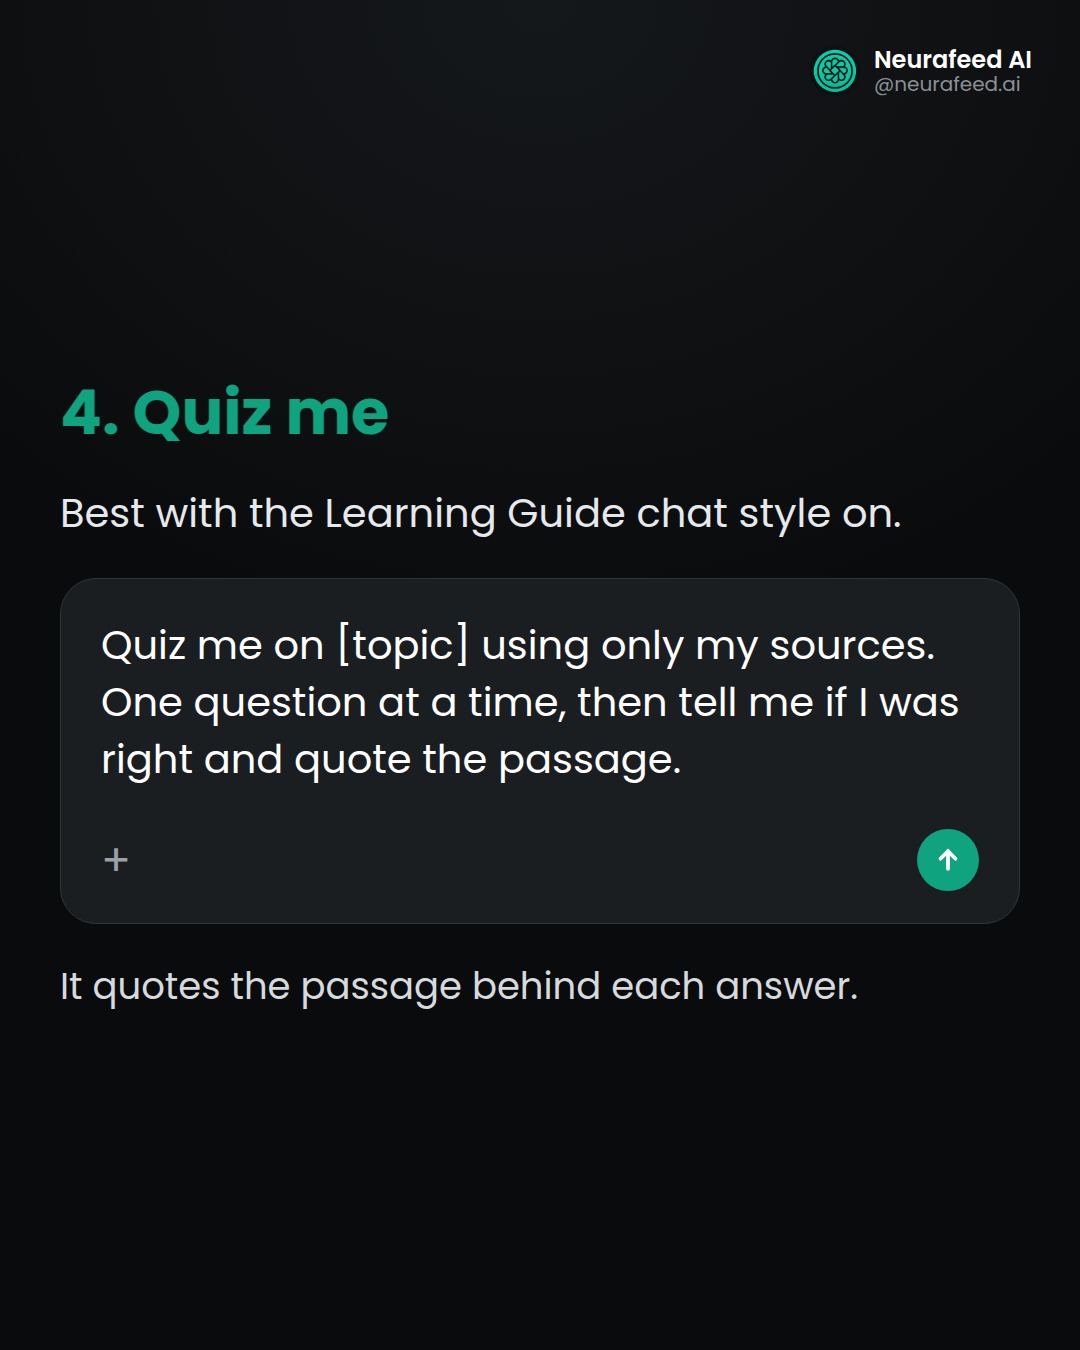 Neurafeed AI
@neurafeed.ai
4. Quiz me
Best with the Learning Guide chat style on.
Quiz me on [topic] using only my sources.
One question at a time, then tell me if I was
right and quote the passage.
+
It quotes the passage behind each answer.